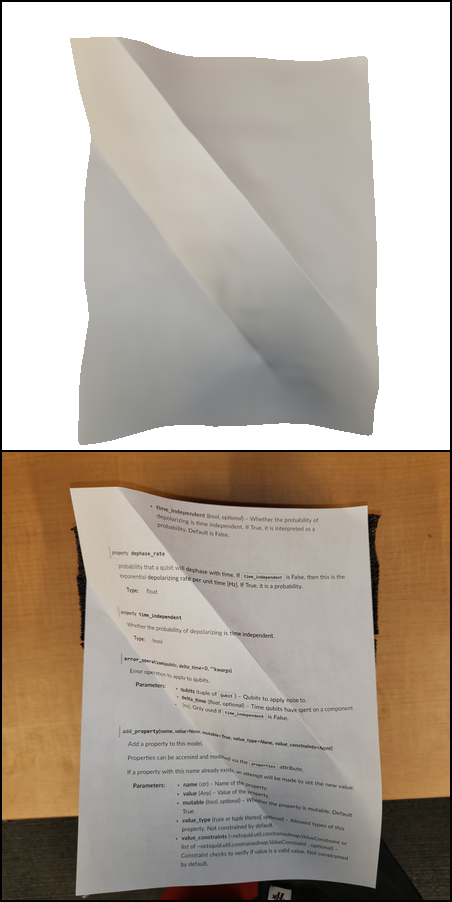 • time_independent (bool, optional) – Whether the probability of
depolarizing is time independent. If True, it is interpreted as a
probability. Default is False.
property dephase_rate
probability that a qubit will dephase with time. If time_independent is False, then this is the
exponential depolarizing rate per unit time [Hz]. If True, it is a probability.
Type: float
property time_independent
Whether the probability of depolarizing is time independent.
Type: bool
error_operation(qubits, delta_time=0, **kwargs)
Error operation to apply to qubits.
Parameters:
• qubits (tuple of Qubit) – Qubits to apply noise to.
• delta_time (float, optional) – Time qubits have spent on a component
[ns]. Only used if time_independent is False.
add_property(name, value=None, mutable=True, value_type=None, value_constraints=None)
Add a property to this model.
Properties can be accessed and modified via the properties attribute.
If a property with this name already exists, an attempt will be made to set the new value
Parameters:
• name (str) – Name of the property.
• value (Any) – Value of the property.
• mutable (bool, optional) – Whether the property is mutable. Default
True.
• value_type (type or tuple thereof, optional) – Allowed types of this
property. Not constrained by default.
• value_constraints (~netsquid.util.constrainedmap.ValueConstraint or
list of ~netsquid.util.constrainedmap.ValueConstraint , optional) –
Constraint checks to verify if value is a valid value. Not constrained
by default.